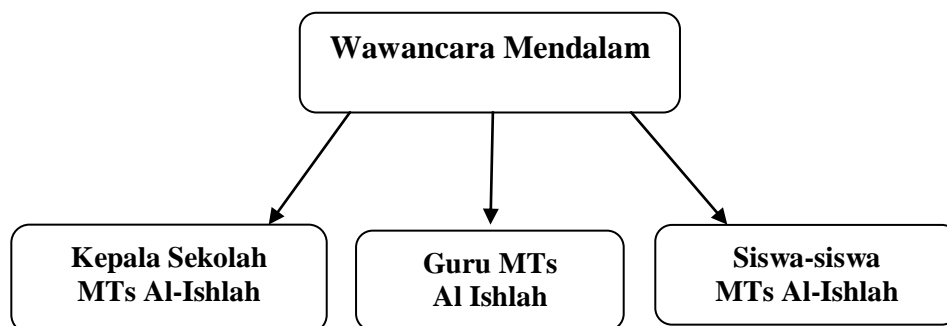 Wawancara Mendalam
Kepala Sekolah
MTs Al-Ishlah
Guru MTs
Al Ishlah
Siswa-siswa
MTs Al-Ishlah